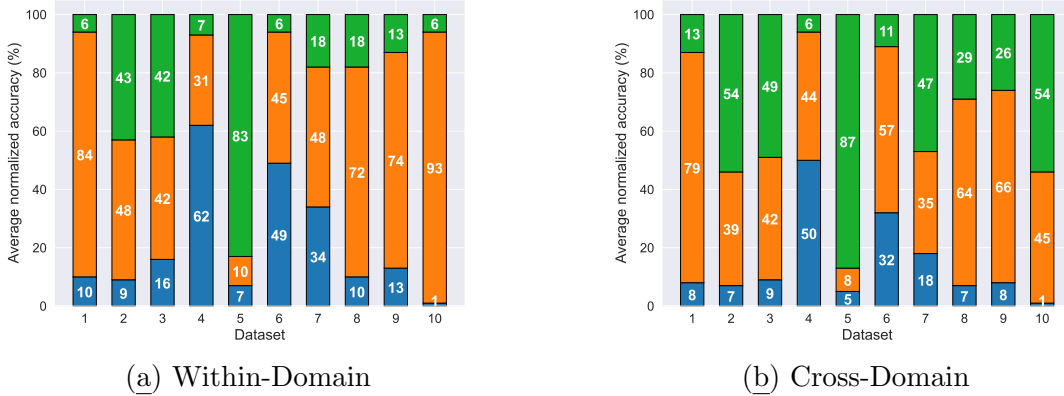 100
80
60
40
20
0
Average normalized accuracy (%)
6 43 42 7 83 6 18 18 13 6
84 48 42 31 10 45 48 72 74 93
10 9 16 62 7 49 34 10 13 1
1 2 3 4 5 6 7 8 9 10
Dataset
(a) Within-Domain
100
80
60
40
20
0
Average normalized accuracy (%)
13 54 49 6 87 11 47 29 26 54
79 39 42 44 8 57 35 64 66 45
8 7 9 50 5 32 18 7 8 1
1 2 3 4 5 6 7 8 9 10
Dataset
(b) Cross-Domain